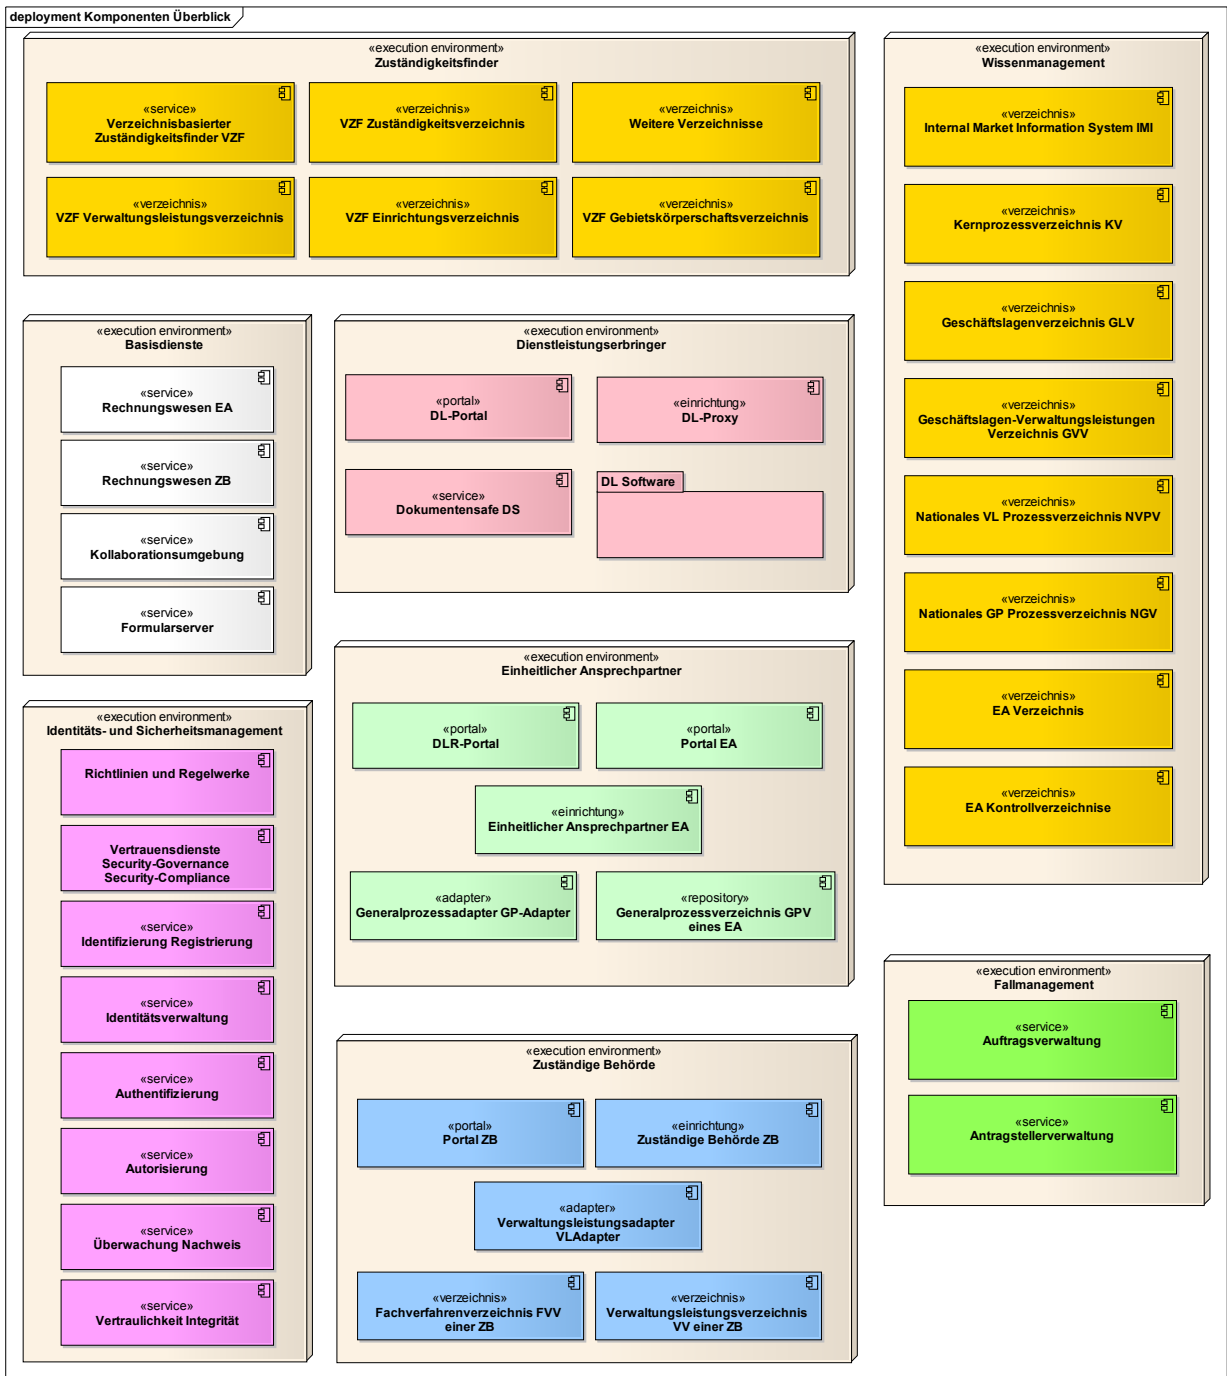 deployment Komponenten Überblick
«execution environment»
Zuständigkeitsfinder
«service»
Verzeichnisbasierter
Zuständigkeitsfinder VZF
«verzeichnis»
VZF Zuständigkeitsverzeichnis
«verzeichnis»
Weitere Verzeichnisse
«verzeichnis»
VZF Verwaltungsleistungsverzeichnis
«verzeichnis»
VZF Einrichtungsverzeichnis
«verzeichnis»
VZF Gebietskörperschaftsverzeichnis
«execution environment»
Wissenmanagement
«verzeichnis»
Internal Market Information System IMI
«verzeichnis»
Kernprozessverzeichnis KV
«verzeichnis»
Geschäftslagenverzeichnis GLV
«verzeichnis»
Geschäftslagen-Verwaltungsleistungen
Verzeichnis GVV
«verzeichnis»
Nationales VL Prozessverzeichnis NVPV
«verzeichnis»
Nationales GP Prozessverzeichnis NGV
«verzeichnis»
EA Verzeichnis
«verzeichnis»
EA Kontrollverzeichnise
«execution environment»
Basisdienste
«service»
Rechnungswesen EA
«service»
Rechnungswesen ZB
«service»
Kollaborationsumgebung
«service»
Formularserver
«execution environment»
Dienstleistungserbringer
«portal»
DL-Portal
«einrichtung»
DL-Proxy
«service»
Dokumentensafe DS
DL Software
«execution environment»
Einheitlicher Ansprechpartner
«portal»
DLR-Portal
«portal»
Portal EA
«einrichtung»
Einheitlicher Ansprechpartner EA
«adapter»
Generalprozessadapter GP-Adapter
«repository»
Generalprozessverzeichnis GPV
eines EA
«execution environment»
Identitäts- und Sicherheitsmanagement
Richtlinien und Regelwerke
Vertrauensdienste
Security-Governance
Security-Compliance
«service»
Identifizierung Registrierung
«service»
Identitätsverwaltung
«service»
Authentifizierung
«service»
Autorisierung
«service»
Überwachung Nachweis
«service»
Vertraulichkeit Integrität
«execution environment»
Zuständige Behörde
«portal»
Portal ZB
«einrichtung»
Zuständige Behörde ZB
«adapter»
Verwaltungsleistungsadapter
VLAdapter
«verzeichnis»
Fachverfahrenverzeichnis FVV
einer ZB
«verzeichnis»
Verwaltungsleistungsverzeichnis
VV einer ZB
«execution environment»
Fallmanagement
«service»
Auftragsverwaltung
«service»
Antragstellerverwaltung